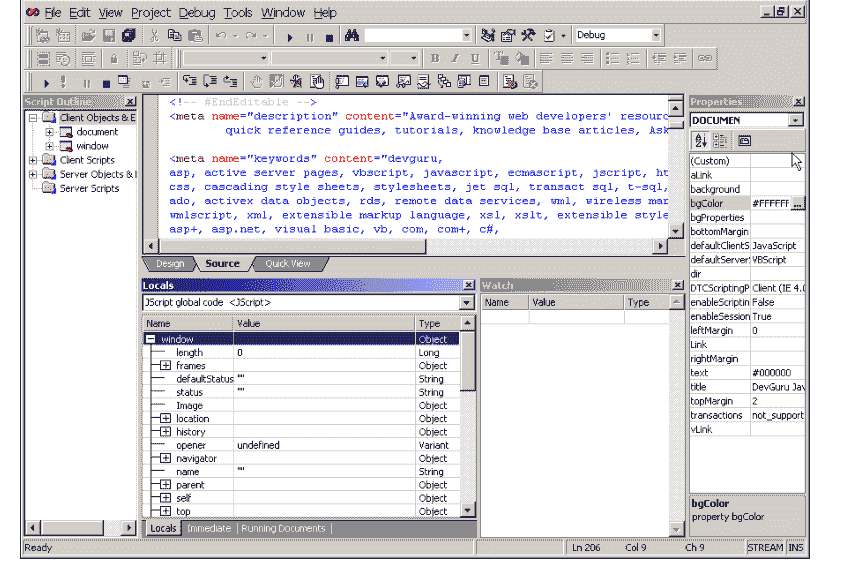 File Edit View Project Debug Tools Window Help
Debug
B I U
Script Outline
Client Objects & E
document
window
Client Scripts
Server Objects & I
Server Scripts
<!-- #EndEditable -->
<meta name="description" content="Award-winning web developers' resourc
quick reference guides, tutorials, knowledge base articles, Ask
<meta name="keywords" content="devguru,
asp, active server pages, vbscript, javascript, ecmascript, jscript, ht
css, cascading style sheets, stylesheets, jet sql, transact sql, t-sql,
ado, activex data objects, rds, remote data services, wml, wireless mar
wmlscript, xml, extensible markup language, xsl, xslt, extensible style
asp+, asp.net, visual basic, vb, com, com+, c#,
Design Source Quick View
Locals
JScript global code <JScript>
Name Value Type
window Object
length 0 Long
frames Object
defaultStatus "" String
status "" String
Image Object
location Object
history Object
opener undefined Variant
navigator Object
name "" String
parent Object
self Object
top Object
Locals Immediate Running Documents
Watch
Name Value Type
Properties
DOCUMEN
(Custom)
aLink
background
bgColor #FFFFFF ...
bgProperties
bottomMargin
defaultClientS JavaScript
defaultServer: VBScript
dir
DTCScriptingP Client (IE 4.(
enableScriptin False
enableSession True
leftMargin 0
Link
rightMargin
text #000000
title DevGuru Jav
topMargin 2
transactions not_support
vLink
bgColor
property bgColor
Ready Ln 206 Col 9 Ch 9 STREAM INS